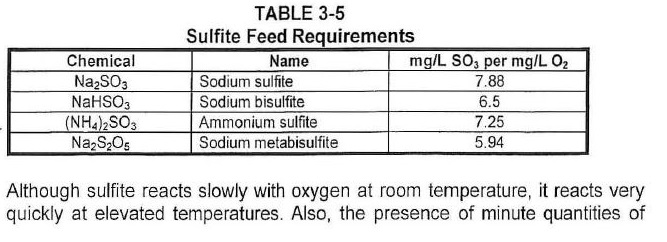 TABLE 3-5
Sulfite Feed Requirements
Chemical Name mg/L SO₃ per mg/L O₂
Na₂SO₃ Sodium sulfite 7.88
NaHSO₃ Sodium bisulfite 6.5
(NH₄)₂SO₃ Ammonium sulfite 7.25
Na₂S₂O₅ Sodium metabisulfite 5.94
Although sulfite reacts slowly with oxygen at room temperature, it reacts very
quickly at elevated temperatures. Also, the presence of minute quantities of